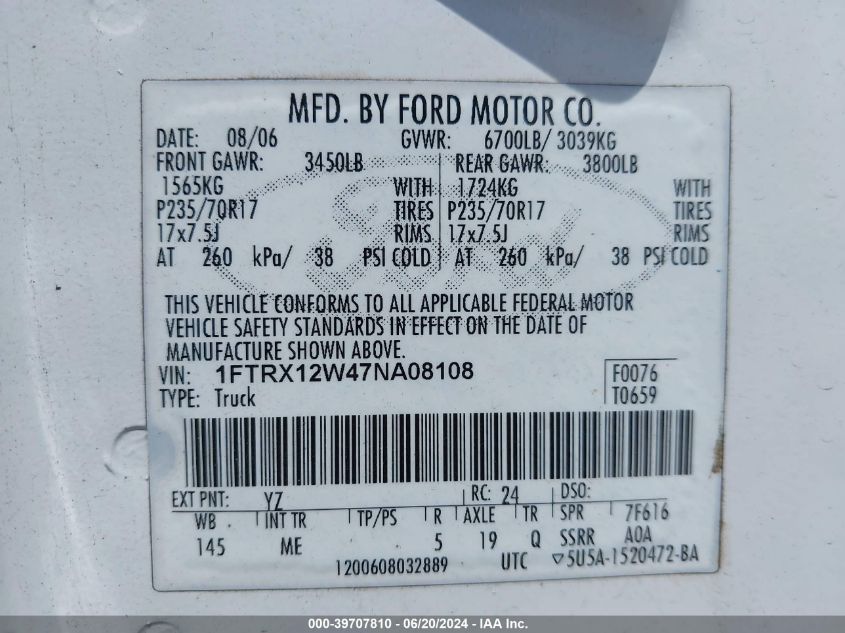 MFD. BY FORD MOTOR CO.
DATE: 08/06 GVWR: 6700LB/ 3039KG
FRONT GAWR: 3450LB REAR GAWR: 3800LB
1565KG WITH 1724KG WITH
P235/70R17 TIRES P235/70R17 TIRES
17x7.5J RIMS 17x7.5J RIMS
AT 260 kPa/ 38 PSI COLD AT 260 kPa/ 38 PSI COLD
THIS VEHICLE CONFORMS TO ALL APPLICABLE FEDERAL MOTOR
VEHICLE SAFETY STANDARDS IN EFFECT ON THE DATE OF
MANUFACTURE SHOWN ABOVE.
VIN: 1FTRX12W47NA08108 F0076
TYPE: Truck T0659
EXT PNT: YZ RC: 24 DSO:
WB INT TR TP/PS R AXLE TR SPR 7F616
145 ME 5 19 Q SSRR A0A
1200608032889 UTC ▽5U5A-1520472-BA
000-39707810 - 06/20/2024 - IAA Inc.